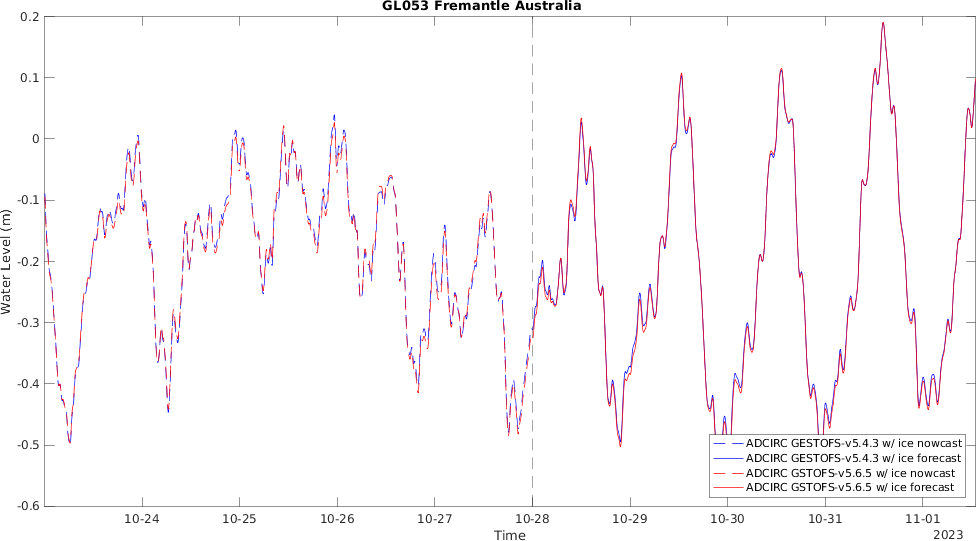 GL053 Fremantle Australia
0.2
0.1
0
-0.1
-0.2
-0.3
-0.4
-0.5
-0.6
Water Level (m)
ADCIRC GESTOFS-v5.4.3 w/ ice nowcast
ADCIRC GESTOFS-v5.4.3 w/ ice forecast
ADCIRC GSTOFS-v5.6.5 w/ ice nowcast
ADCIRC GSTOFS-v5.6.5 w/ ice forecast
10-24 10-25 10-26 10-27 10-28 10-29 10-30 10-31 11-01
Time
2023